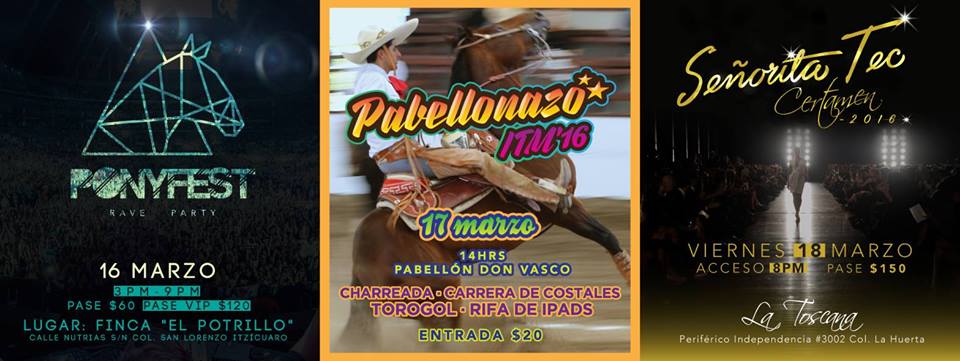 PONYFEST
RAVE PARTY
16 MARZO
3PM-9PM
PASE $60 PASE VIP $120
LUGAR: FINCA "EL POTRILLO"
CALLE NUTRIAS S/N COL. SAN LORENZO ITZÍCUARO
Pabellonazo
ITM'16
17 marzo
14HRS
PABELLÓN DON VASCO
CHARREADA · CARRERA DE COSTALES
TOROGOL · RIFA DE IPADS
ENTRADA $20
Señorita Tec
Certamen
-2016-
VIERNES 18 MARZO
ACCESO 8PM PASE $150
La Toscana
Periférico Independencia #3002 Col. La Huerta